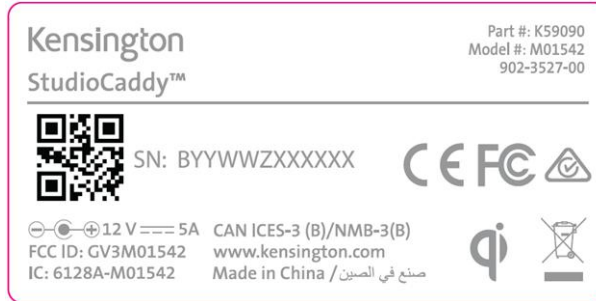 Kensington
StudioCaddy™
Part #: K59090
Model #: M01542
902-3527-00
SN: BYYWWZXXXXXX
CE FC
12 V 5A
FCC ID: GV3M01542
IC: 6128A-M01542
CAN ICES-3 (B)/NMB-3(B)
www.kensington.com
Made in China / صنع في الصين
qi